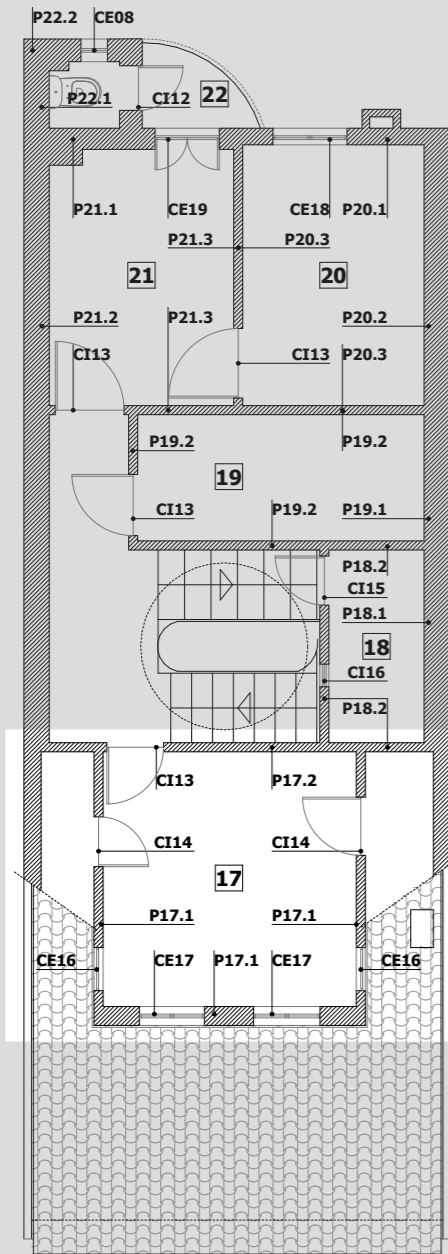 P22.2 CE08
22
P22.1 CI12
P21.1 CE19 CE18 P20.1
P21.3 P20.3
21 20
P21.2 P21.3 P20.2
CI13 CI13 P20.3
P19.2 P19.2
19
CI13 P19.2 P19.1
P18.2
CI15
P18.1
18
CI16
P18.2
CI13 P17.2
CI14 CI14
17
P17.1 P17.1
CE16 CE17 P17.1 CE17 CE16